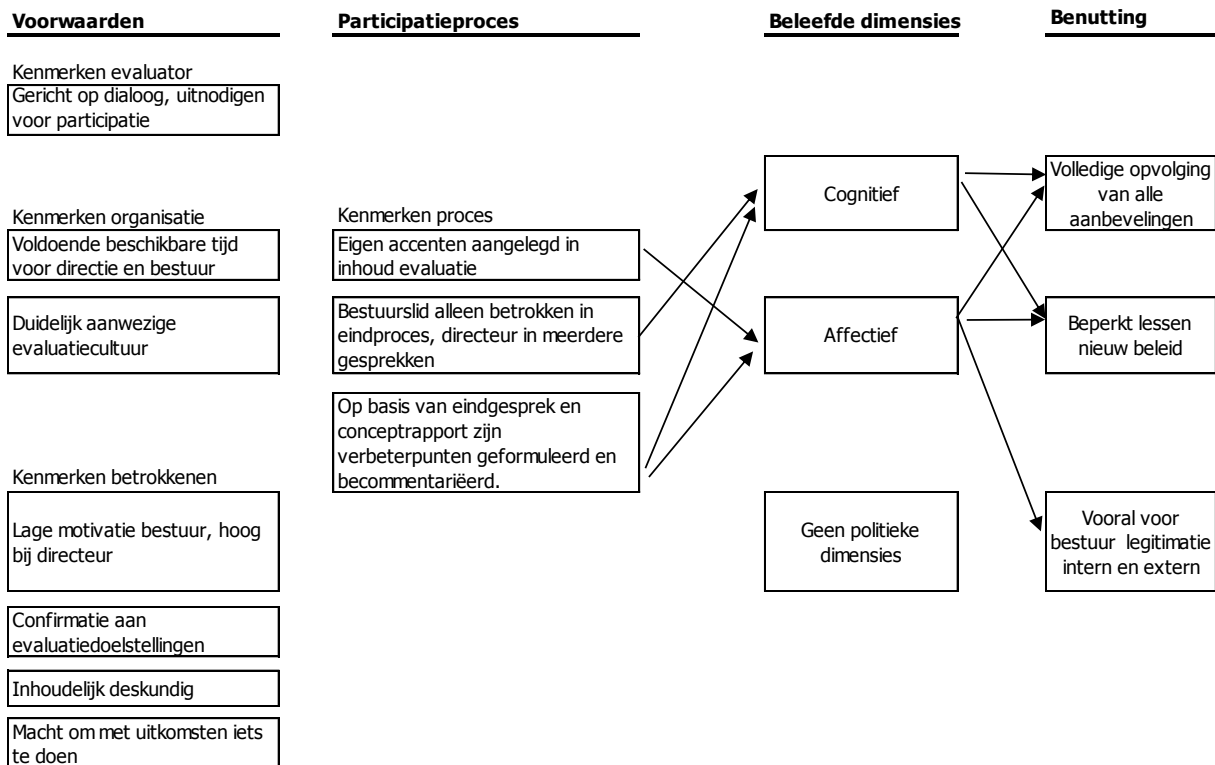 Voorwaarden
Kenmerken evaluator
Gericht op dialoog, uitnodigen
voor participatie
Kenmerken organisatie
Voldoende beschikbare tijd
voor directie en bestuur
Duidelijk aanwezige
evaluatiecultuur
Kenmerken betrokkenen
Lage motivatie bestuur, hoog
bij directeur
Confirmatie aan
evaluatiedoelstellingen
Inhoudelijk deskundig
Macht om met uitkomsten iets
te doen
Participatieproces
Kenmerken proces
Eigen accenten aangelegd in
inhoud evaluatie
Bestuurslid alleen betrokken in
eindproces, directeur in meerdere
gesprekken
Op basis van eindgesprek en
conceptrapport zijn
verbeterpunten geformuleerd en
becommentariëerd.
Beleefde dimensies
Cognitief
Affectief
Geen politieke
dimensies
Benutting
Volledige opvolging
van alle
aanbevelingen
Beperkt lessen
nieuw beleid
Vooral voor
bestuur legitimatie
intern en extern